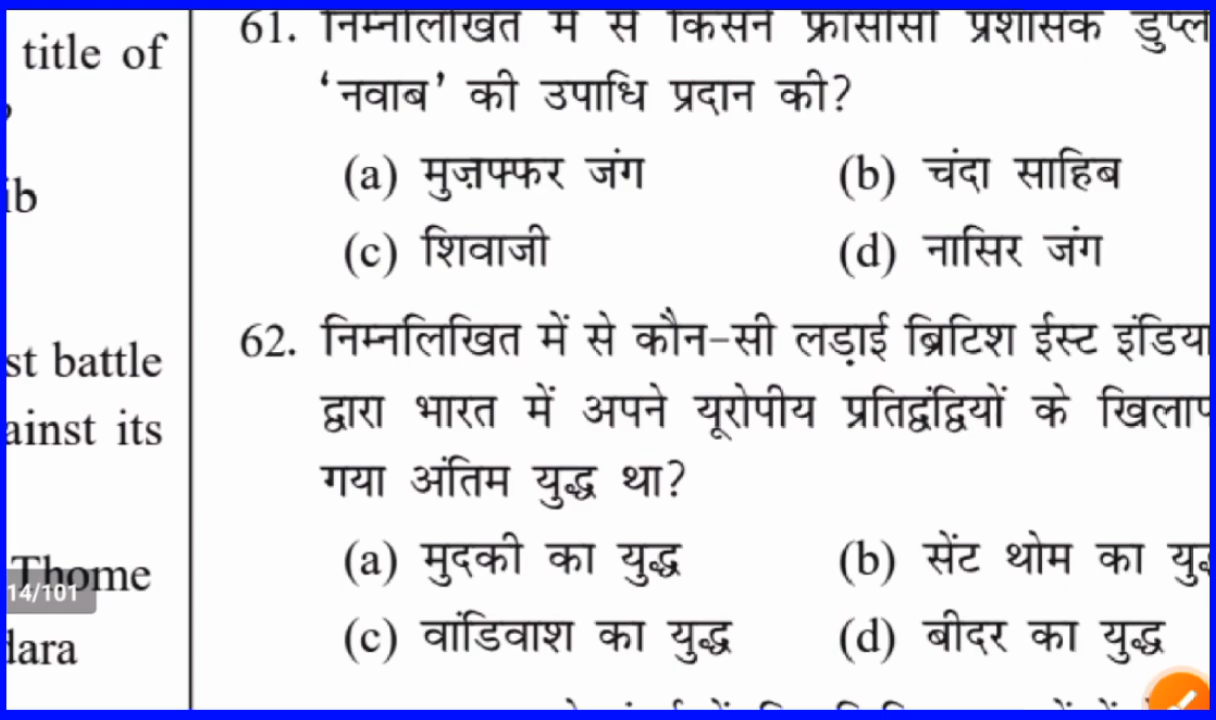 title of
ib
st battle
ainst its
Thome
14/101
dara
61. निम्नलिखित में से किसने फ्रांसीसी प्रशासक डुप्ले
‘नवाब’ की उपाधि प्रदान की?
(a) मुज़फ्फर जंग (b) चंदा साहिब
(c) शिवाजी (d) नासिर जंग
62. निम्नलिखित में से कौन-सी लड़ाई ब्रिटिश ईस्ट इंडिया
द्वारा भारत में अपने यूरोपीय प्रतिद्वंद्वियों के
गया अंतिम युद्ध था?
(a) मुदकी का युद्ध (b) सेंट थोम का
(c) वांडिवाश का युद्ध (d) बीदर का युद्ध